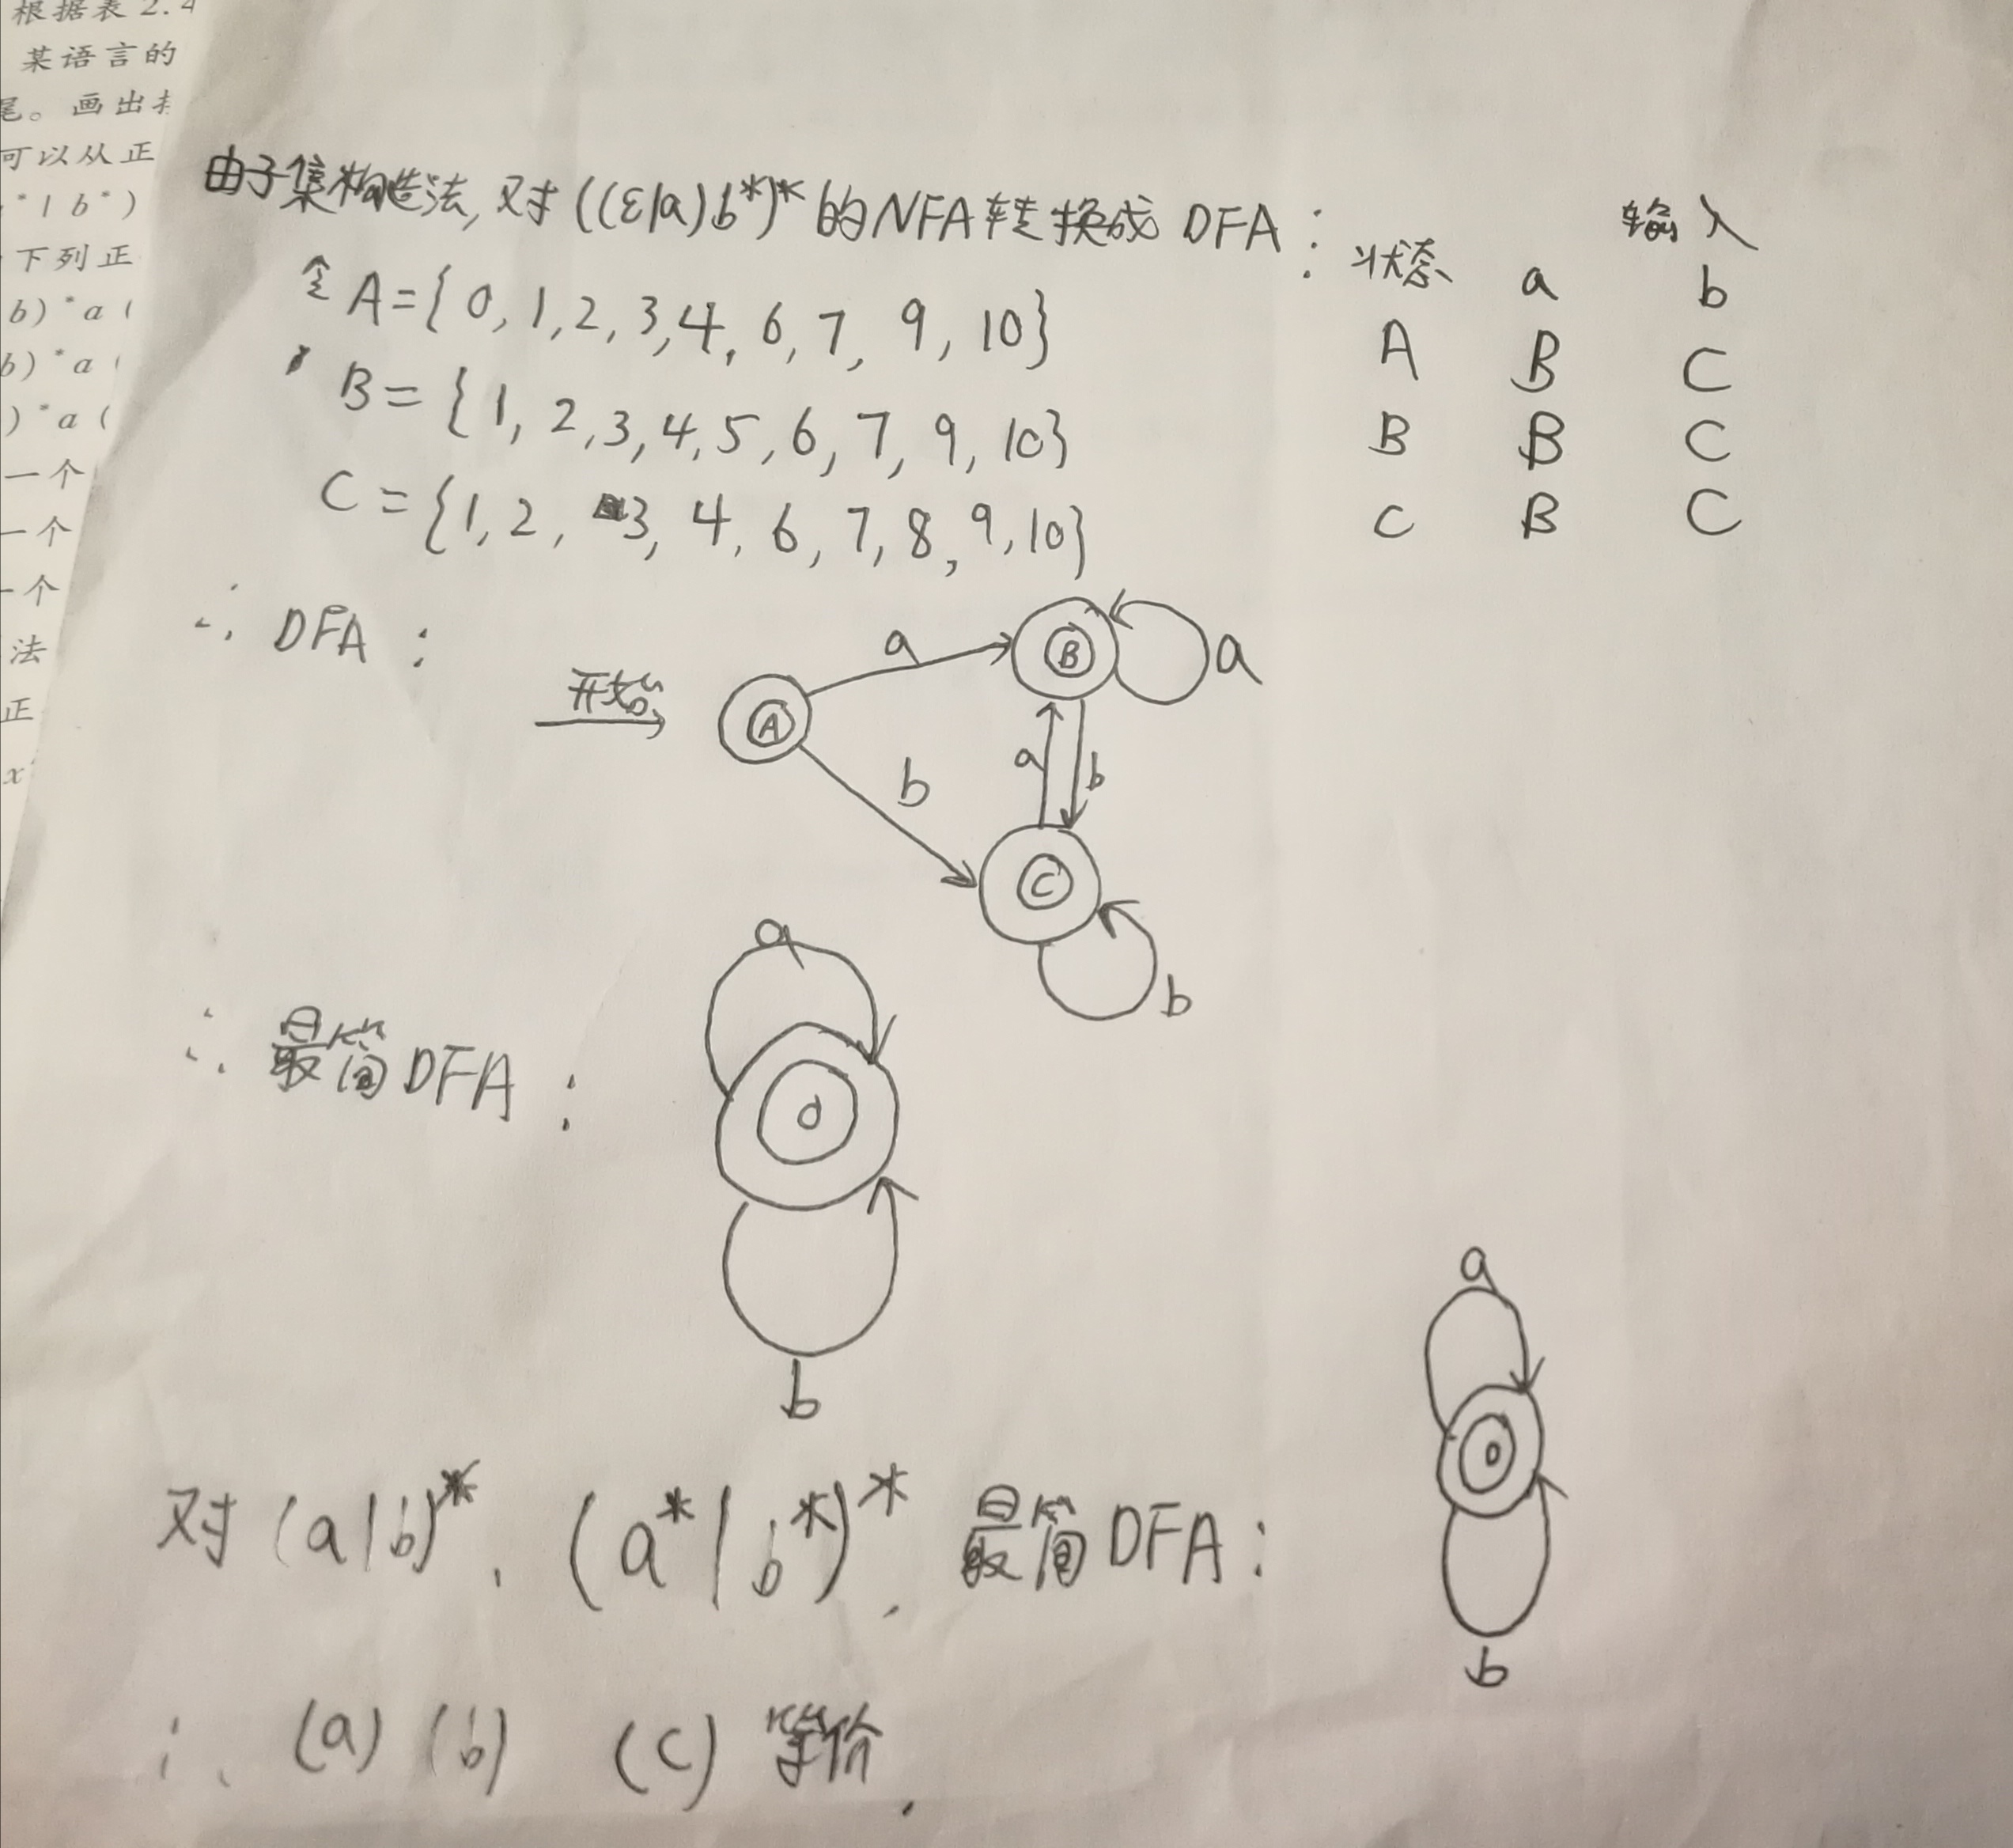 根据表 2.4
某语言的
尾。画出
可以从正
*|b*)
下列正
b)*a(
b)*a(
)*a(
一个
一个
一个
法
正
x
由子集构造法, 对((ε|a)b*)*的NFA转换成 DFA:
令 A={0,1,2,3,4,6,7,9,10}
B={1,2,3,4,5,6,7,9,10}
C={1,2,3,4,6,7,8,9,10}
输入
状态 a b
A B C
B B C
C B C
∴ DFA:
开始
A
a
B
a
b
a
b
C
b
∴ 最简DFA:
a
0
b
对(a|b)*、(a*|b*)*、最简DFA:
a
0
b
∴ (a) (b) (c) 等价.